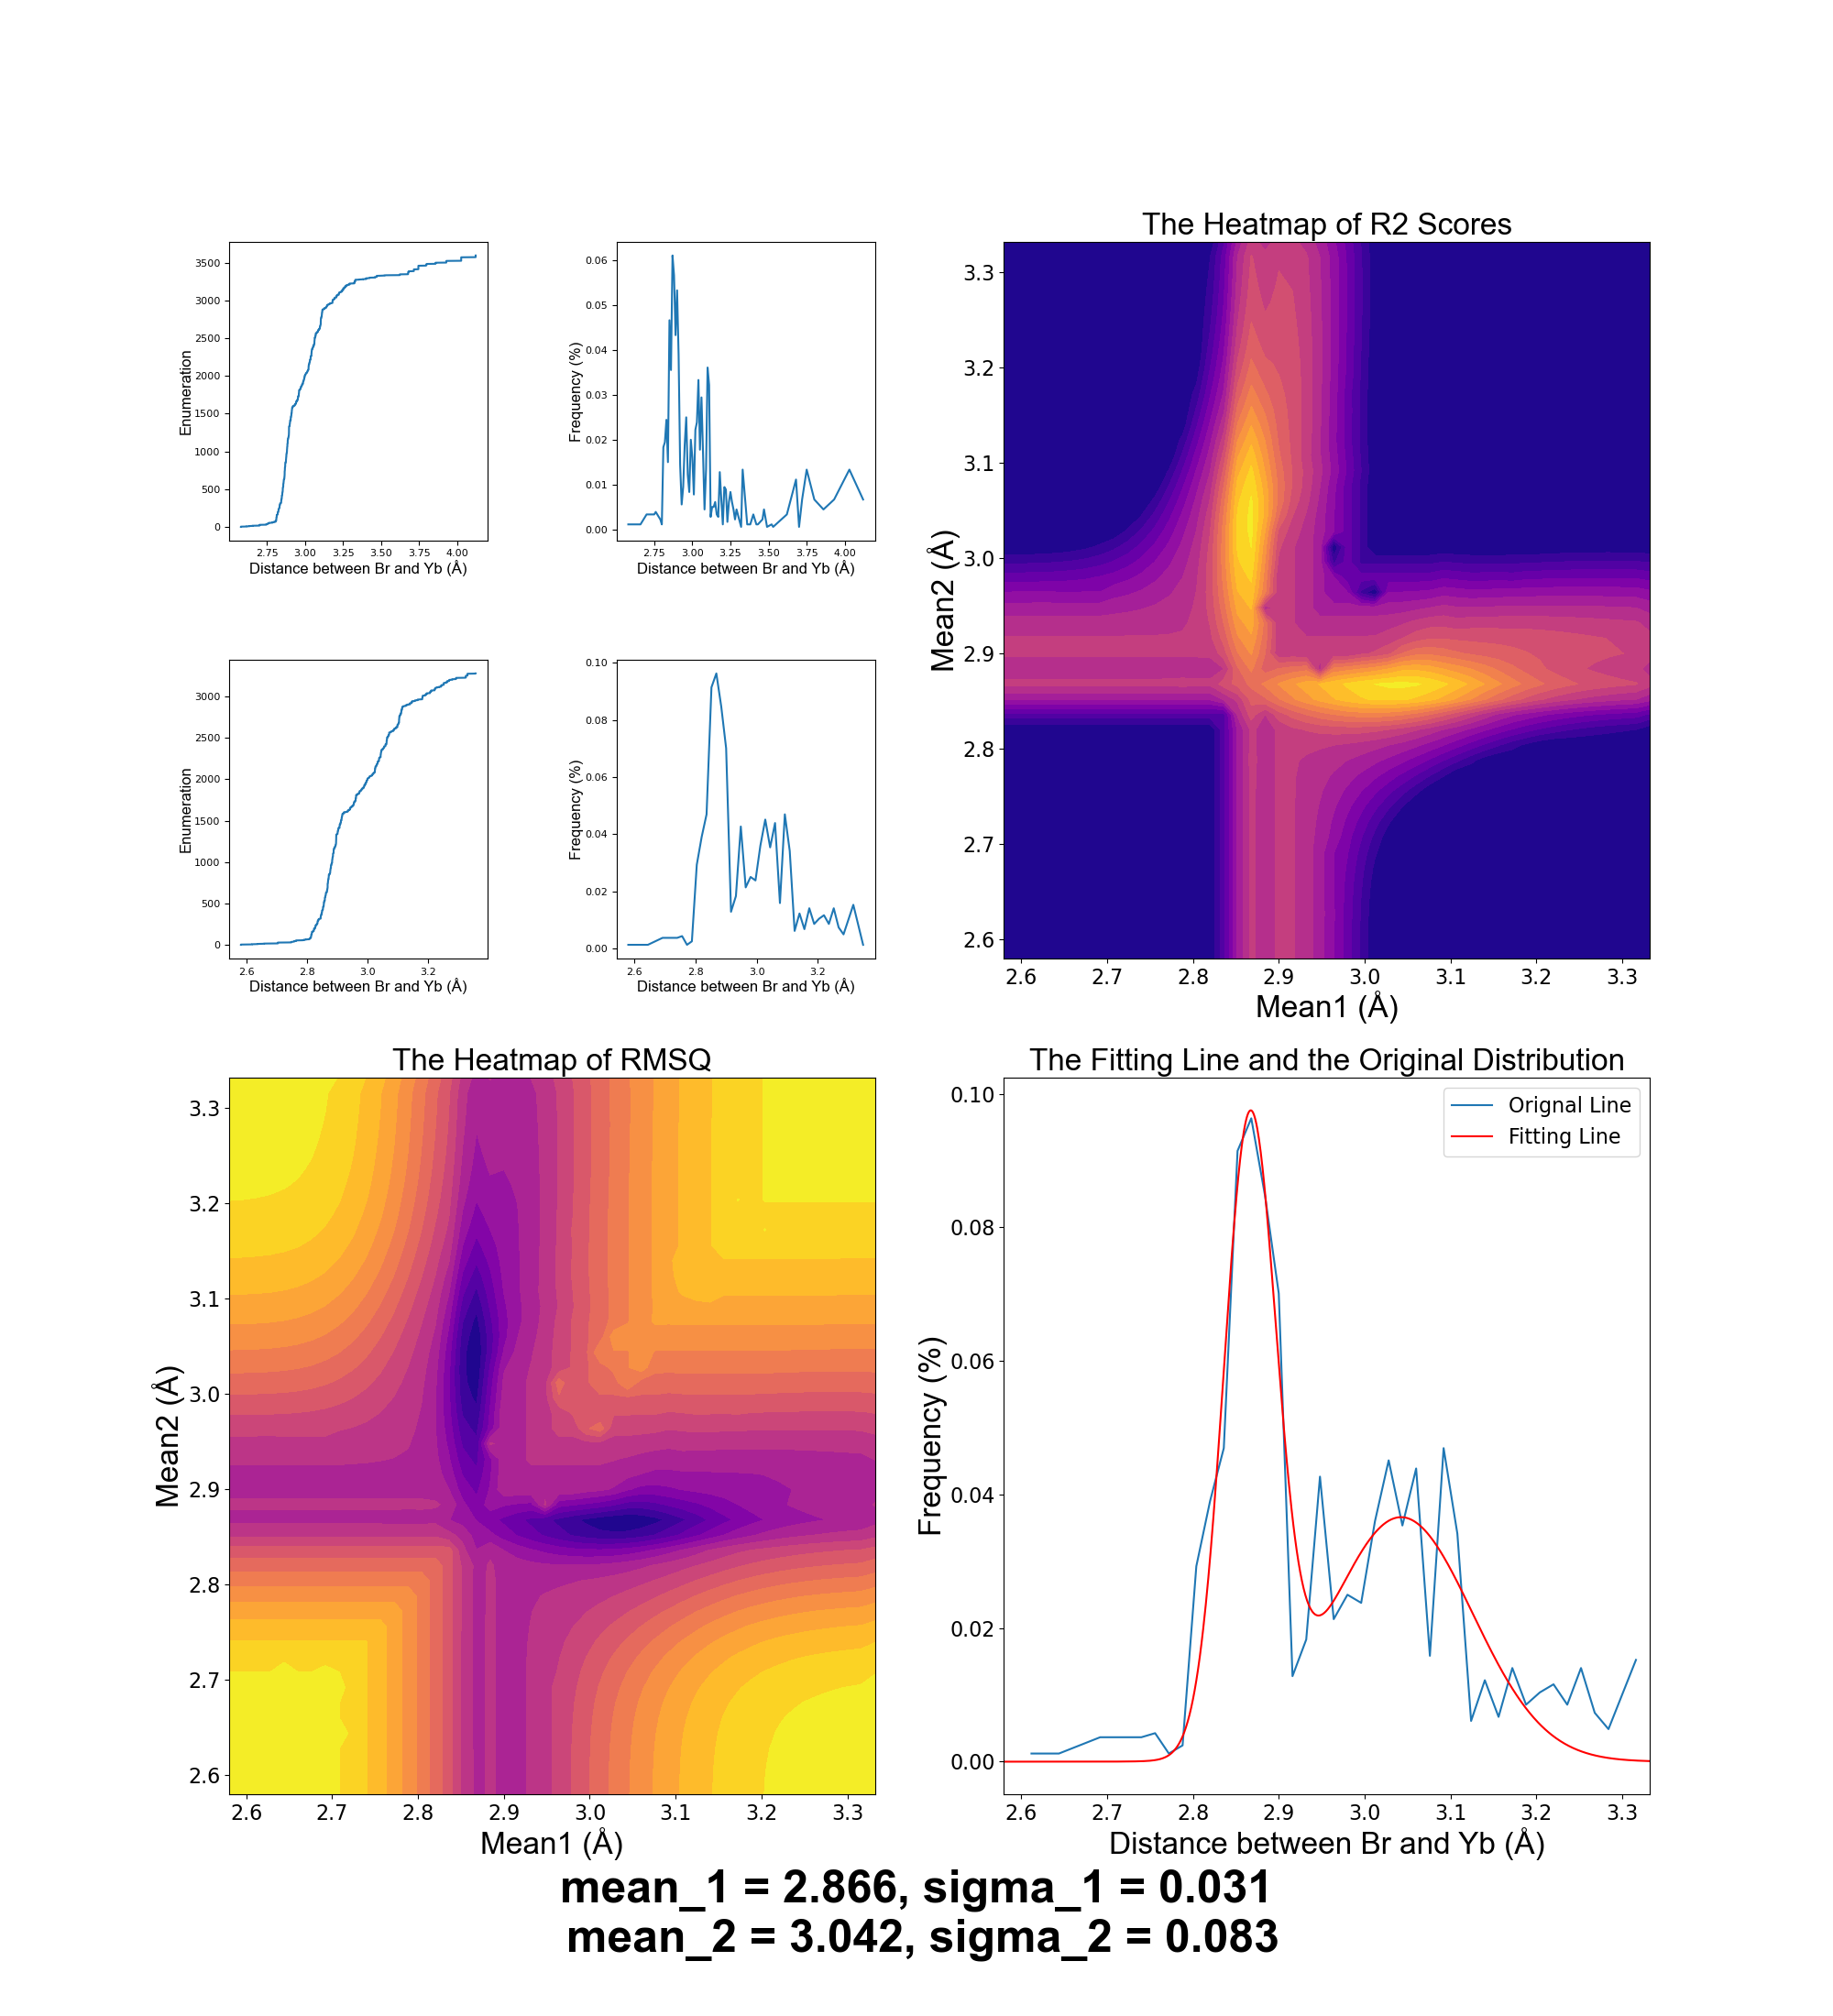 3500
3000
2500
2000
1500
1000
500
0
Enumeration
2.75 3.00 3.25 3.50 3.75 4.00
Distance between Br and Yb (Å)
0.06
0.05
0.04
0.03
0.02
0.01
0.00
Frequency (%)
2.75 3.00 3.25 3.50 3.75 4.00
Distance between Br and Yb (Å)
The Heatmap of R2 Scores
3.3
3.2
3.1
3.0
2.9
2.8
2.7
2.6
Mean2 (Å)
2.6 2.7 2.8 2.9 3.0 3.1 3.2 3.3
Mean1 (Å)
3000
2500
2000
1500
1000
500
0
Enumeration
2.6 2.8 3.0 3.2
Distance between Br and Yb (Å)
0.10
0.08
0.06
0.04
0.02
0.00
Frequency (%)
2.6 2.8 3.0 3.2
Distance between Br and Yb (Å)
The Heatmap of RMSQ
3.3
3.2
3.1
3.0
2.9
2.8
2.7
2.6
Mean2 (Å)
2.6 2.7 2.8 2.9 3.0 3.1 3.2 3.3
Mean1 (Å)
The Fitting Line and the Original Distribution
Orignal Line
Fitting Line
0.10
0.08
0.06
0.04
0.02
0.00
Frequency (%)
2.6 2.7 2.8 2.9 3.0 3.1 3.2 3.3
Distance between Br and Yb (Å)
mean_1 = 2.866, sigma_1 = 0.031
mean_2 = 3.042, sigma_2 = 0.083